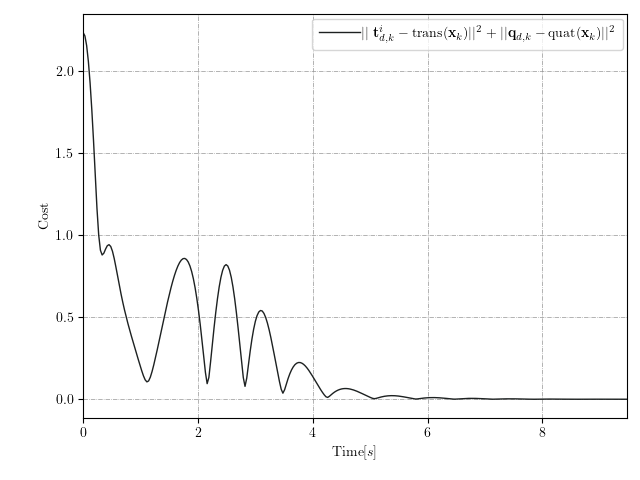 || t^i_{d,k} − trans(x_k)||^2 + ||q_{d,k} − quat(x_k)||^2
2.0
1.5
1.0
0.5
0.0
Cost
0 2 4 6 8
Time[s]